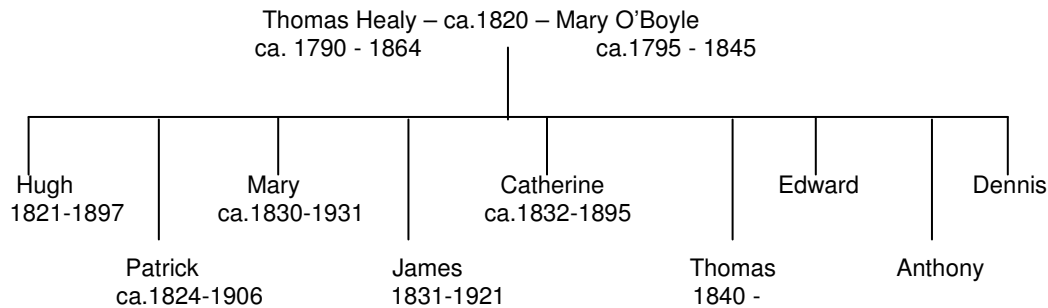 Thomas Healy – ca.1820 – Mary O'Boyle
ca. 1790 - 1864 ca.1795 - 1845
Hugh Mary Catherine Edward Dennis
1821-1897 ca.1830-1931 ca.1832-1895
Patrick James Thomas Anthony
ca.1824-1906 1831-1921 1840 -